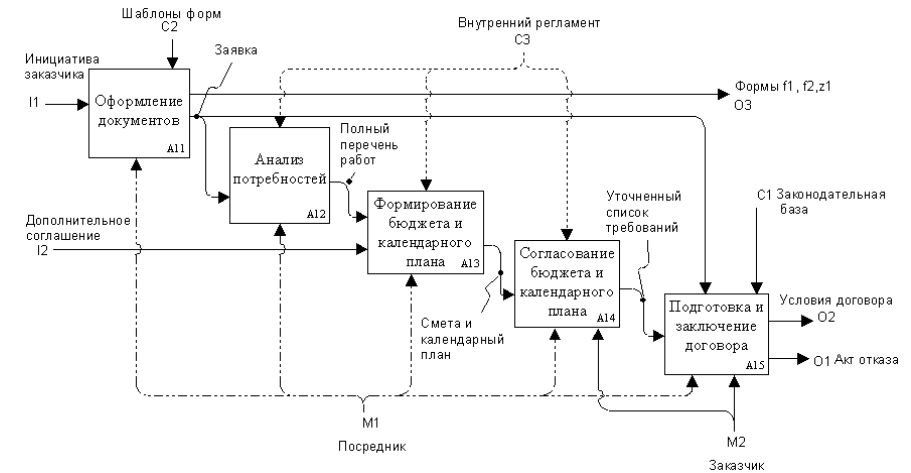 Шаблоны форм
C2
Внутренний регламент
C3
Заявка
Инициатива
заказчика
I1
Оформление
документов
A11
Формы f1, f2,z1
O3
Анализ
потребностей
A12
Полный
перечень
работ
Дополнительное
соглашение
I2
Формирование
бюджета и
календарного
плана
A13
Уточненный
список
требований
C1 Законодательная
база
Согласование
бюджета и
календарного
плана
A14
Смета и
календарный
план
Подготовка и
заключение
договора
A15
Условия договора
O2
O1 Акт отказа
M1
Посредник
M2
Заказчик